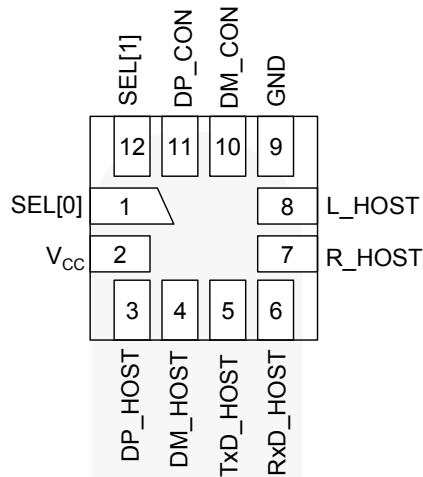 SEL[1]
DP_CON
DM_CON
GND
12
11
10
9
SEL[0]
1
8
L_HOST
V_CC
2
7
R_HOST
3
4
5
6
DP_HOST
DM_HOST
TxD_HOST
RxD_HOST